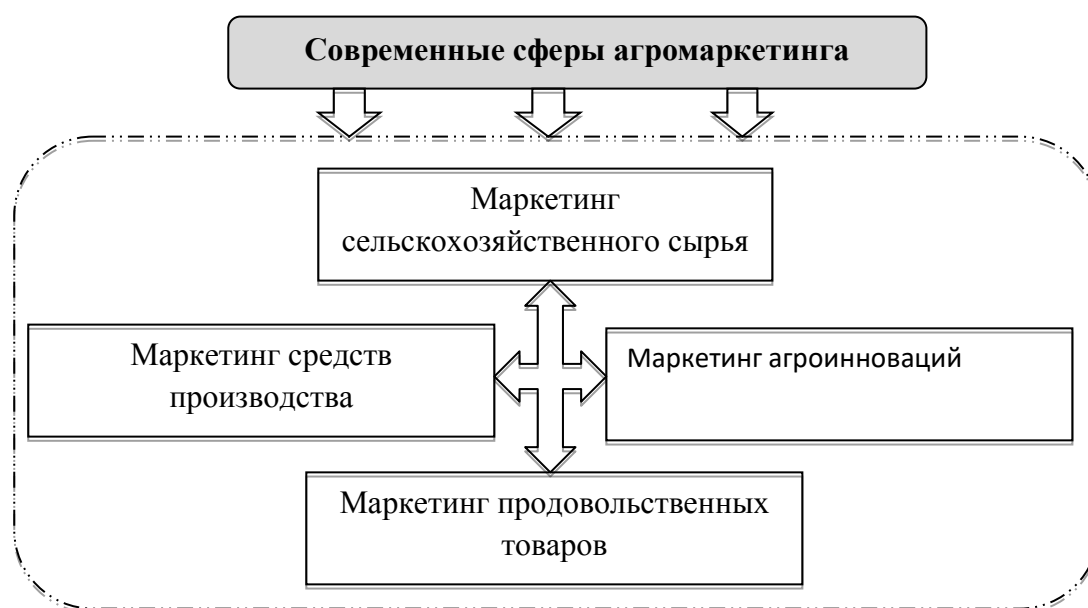 Современные сферы агромаркетинга
Маркетинг
сельскохозяйственного сырья
Маркетинг средств
производства
Маркетинг агроинноваций
Маркетинг продовольственных
товаров